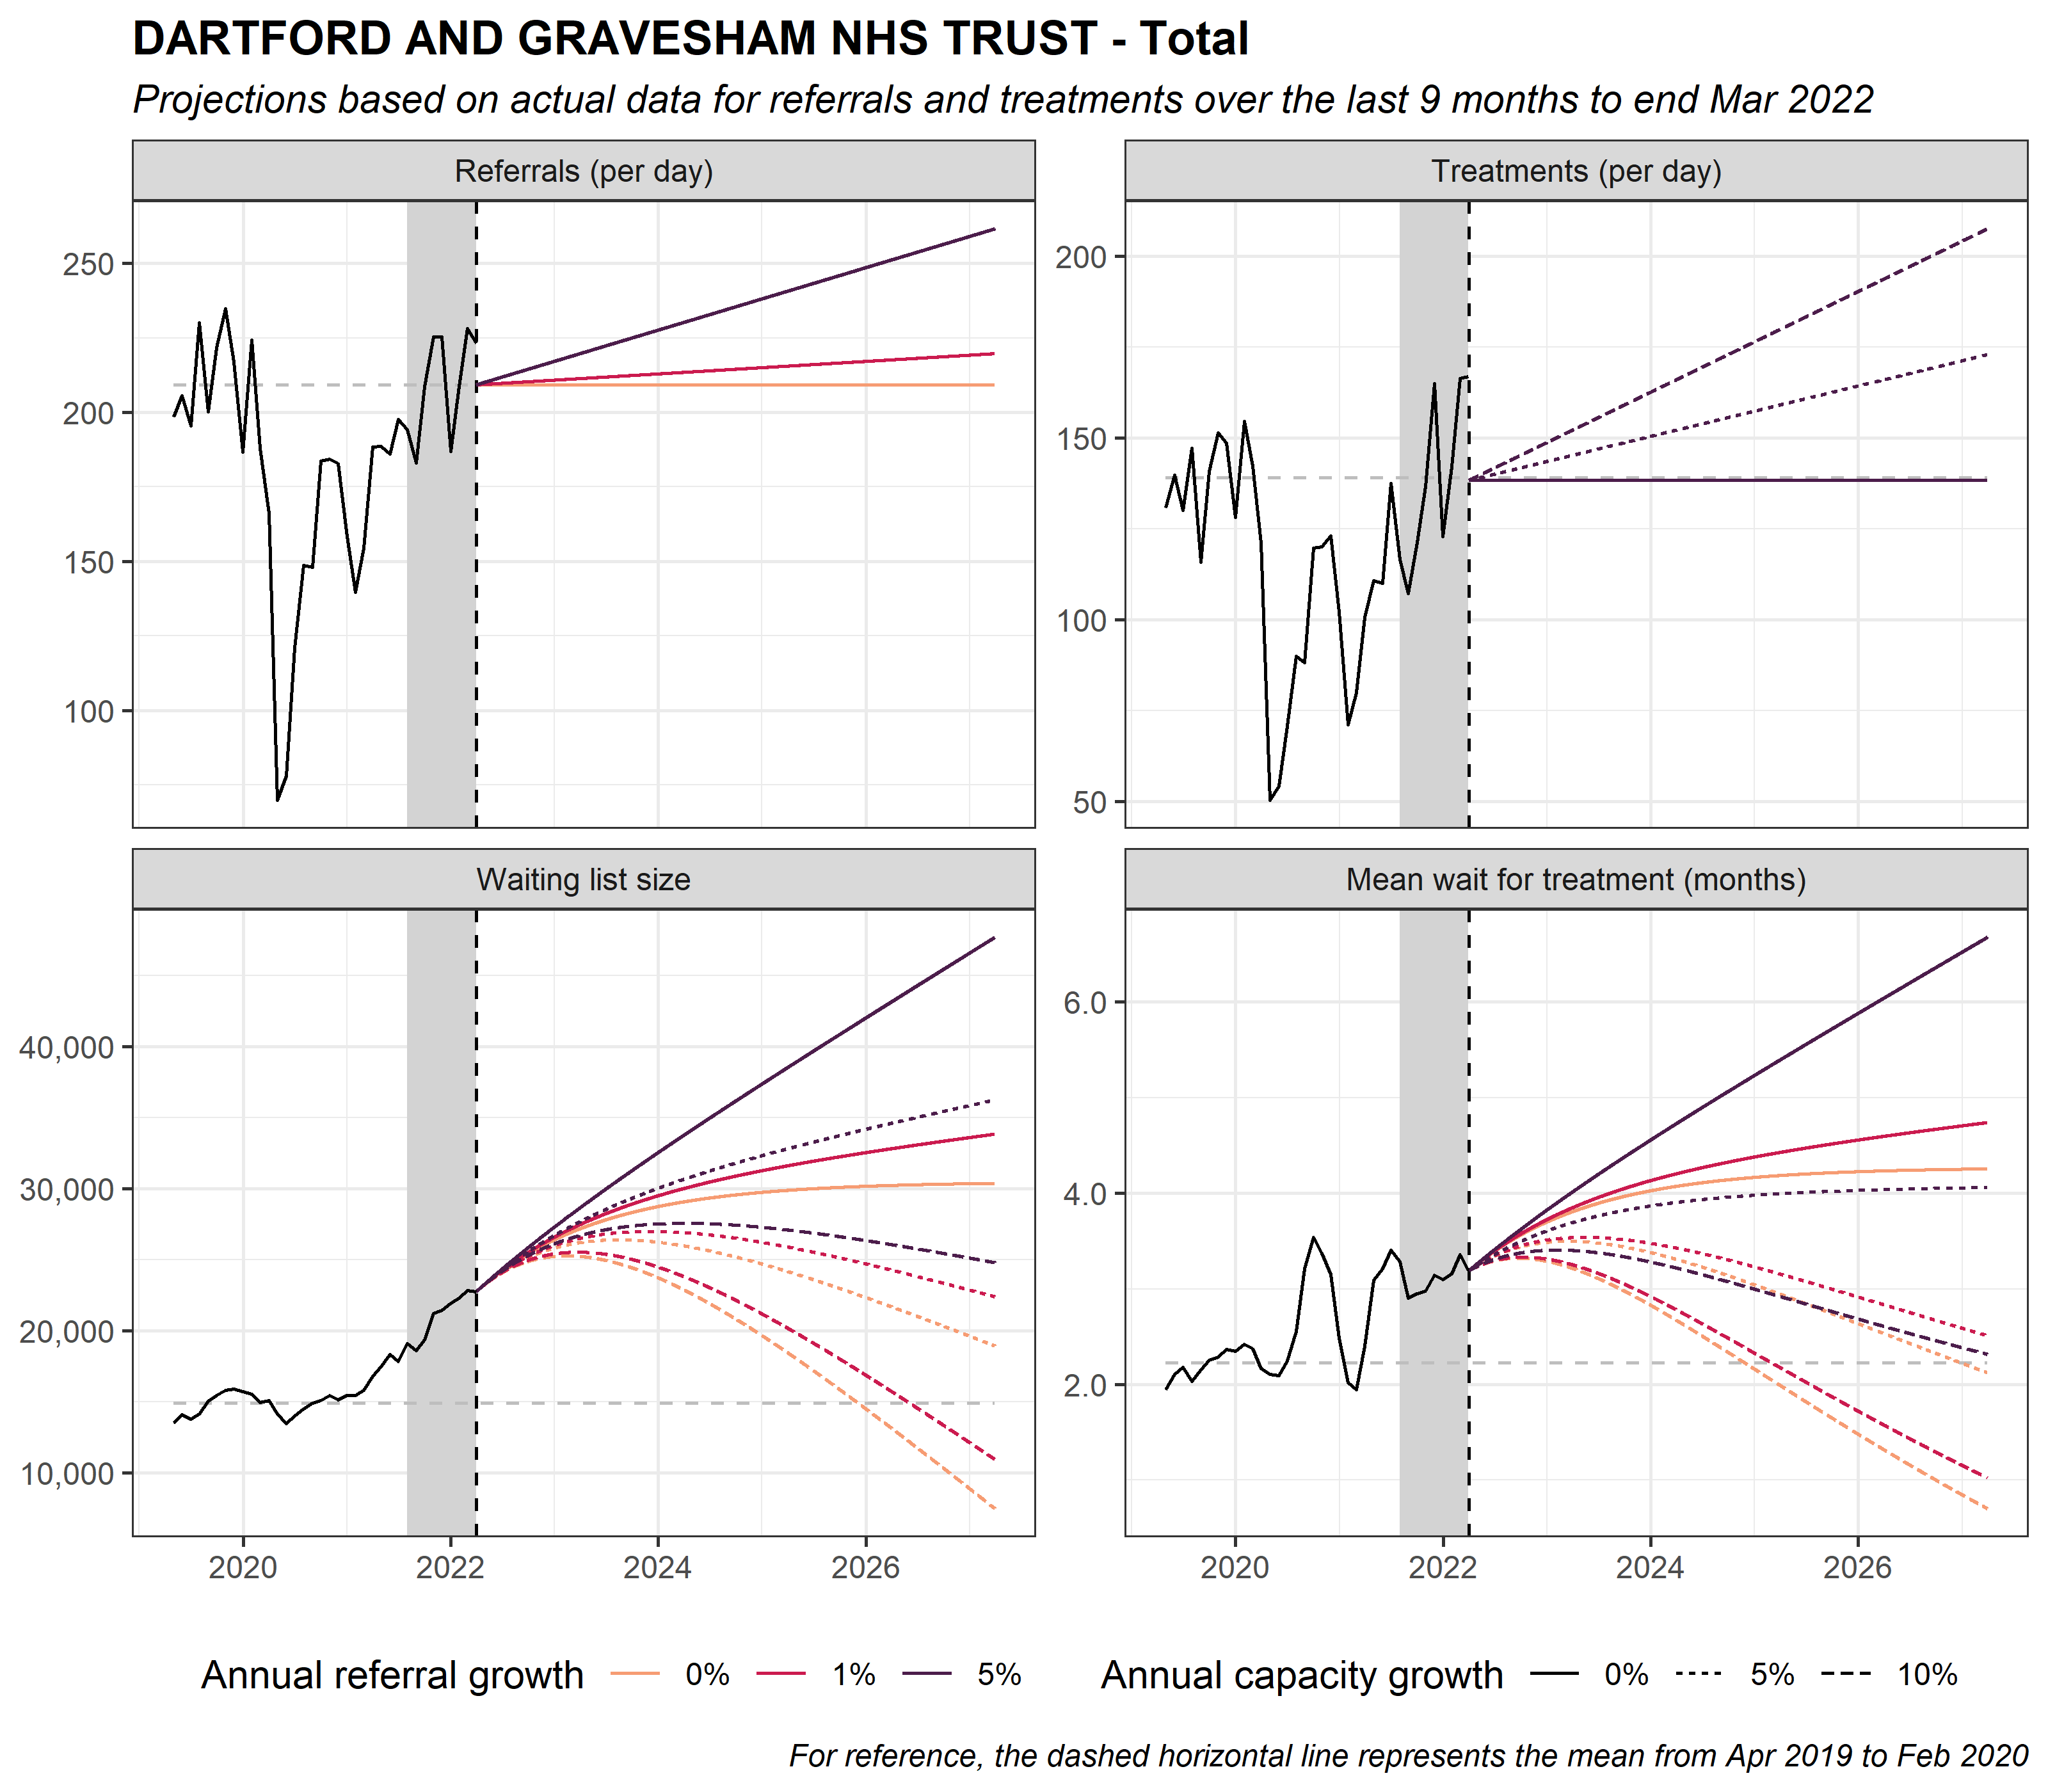 DARTFORD AND GRAVESHAM NHS TRUST - Total
Projections based on actual data for referrals and treatments over the last 9 months to end Mar 2022
Referrals (per day)
250
200
150
100
Treatments (per day)
200
150
100
50
Waiting list size
40,000
30,000
20,000
10,000
2020 2022 2024 2026
Mean wait for treatment (months)
6.0
4.0
2.0
2020 2022 2024 2026
Annual referral growth 0% 1% 5%
Annual capacity growth 0% 5% 10%
For reference, the dashed horizontal line represents the mean from Apr 2019 to Feb 2020